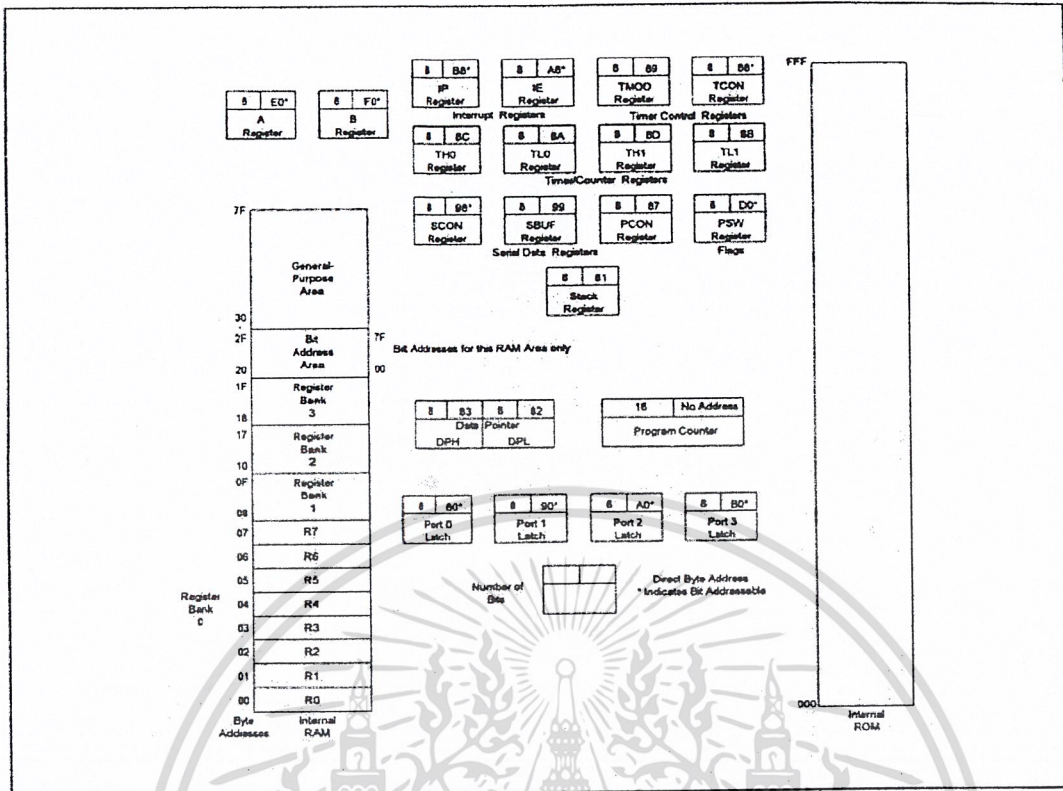 8 E0*
A
Register
8 F0*
B
Register
8 B8*
IP
Register
8 A8*
IE
Register
Interrupt Registers
8 89
TMOD
Register
8 88*
TCON
Register
Timer Control Registers
8 8C
TH0
Register
8 8A
TL0
Register
8 8D
TH1
Register
8 8B
TL1
Register
Timer/Counter Registers
8 98*
SCON
Register
8 99
SBUF
Register
8 87
PCON
Register
Serial Data Registers
8 D0*
PSW
Register
Flags
8 81
Stack
Register
7F
General-
Purpose
Area
30
2F
Bit
Address
Area
20
7F
00
Bit Addresses for this RAM Area only
1F
Register
Bank
3
18
17
Register
Bank
2
10
0F
Register
Bank
1
08
07 R7
06 R6
05 R5
04 R4
03 R3
02 R2
01 R1
00 R0
Register
Bank
0
Byte
Addresses
Internal
RAM
8 83 8 82
Data Pointer
DPH DPL
16 No Address
Program Counter
8 80*
Port 0
Latch
8 90*
Port 1
Latch
8 A0*
Port 2
Latch
8 B0*
Port 3
Latch
Number of
Bits
Direct Byte Address
* Indicates Bit Addressable
FFF
000
Internal
ROM